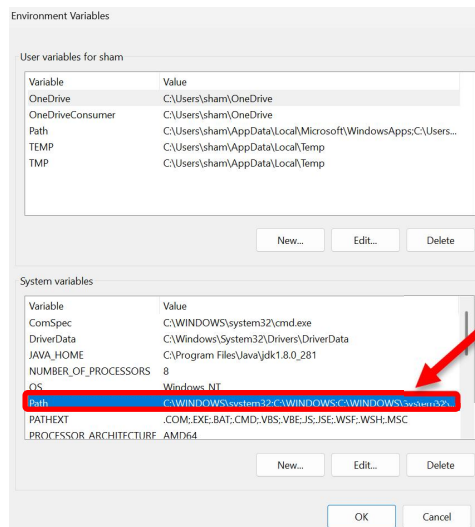 Environment Variables
User variables for sham
Variable Value
OneDrive C:\Users\sham\OneDrive
OneDriveConsumer C:\Users\sham\OneDrive
Path C:\Users\sham\AppData\Local\Microsoft\WindowsApps;C:\Users...
TEMP C:\Users\sham\AppData\Local\Temp
TMP C:\Users\sham\AppData\Local\Temp
New... Edit... Delete
System variables
Variable Value
ComSpec C:\WINDOWS\system32\cmd.exe
DriverData C:\Windows\System32\Drivers\DriverData
JAVA_HOME C:\Program Files\Java\jdk1.8.0_281
NUMBER_OF_PROCESSORS 8
OS Windows_NT
Path C:\WINDOWS\system32;C:\WINDOWS;C:\WINDOWS\System32\...
PATHEXT .COM;.EXE;.BAT;.CMD;.VBS;.VBE;.JS;.JSE;.WSF;.WSH;.MSC
PROCESSOR_ARCHITECTURE AMD64
New... Edit... Delete
OK Cancel